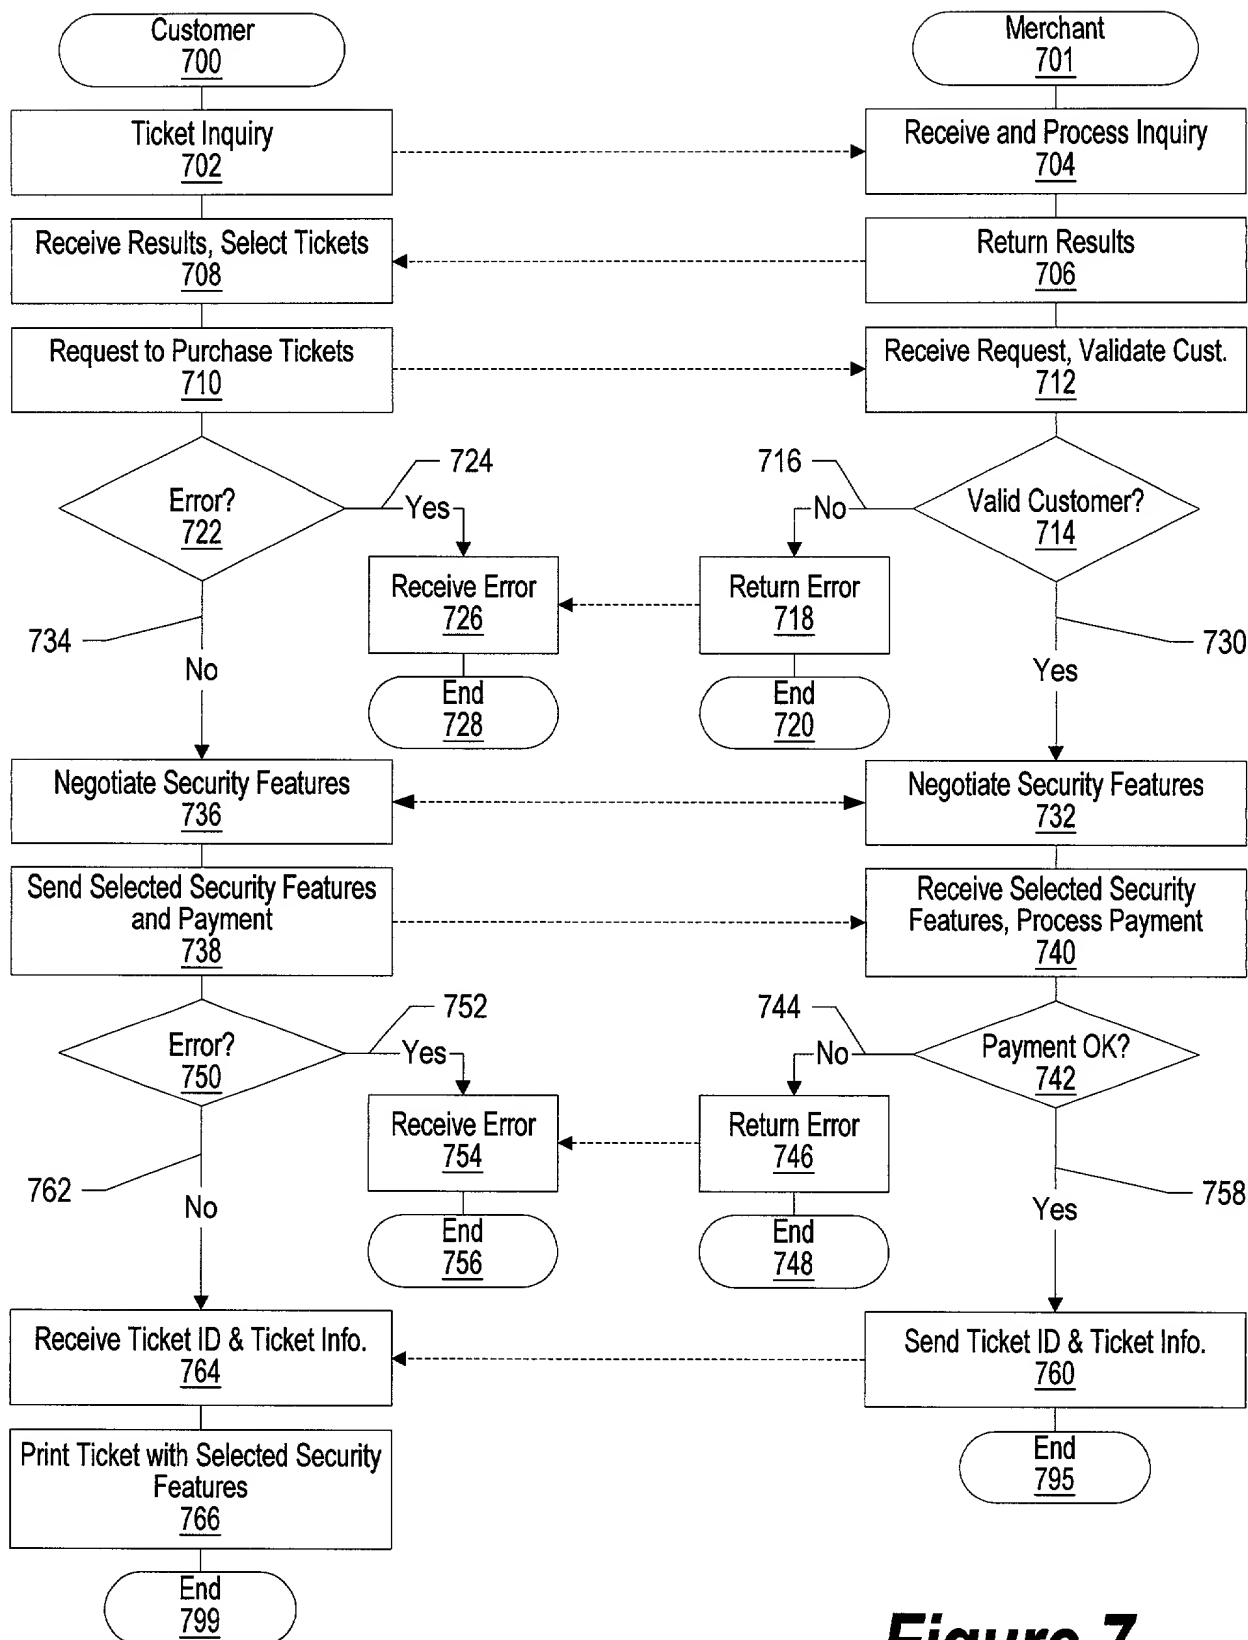 Customer
700
Merchant
701
Ticket Inquiry
702
Receive and Process Inquiry
704
Receive Results, Select Tickets
708
Return Results
706
Request to Purchase Tickets
710
Receive Request, Validate Cust.
712
724
716
Error?
722
Yes
No
Valid Customer?
714
Receive Error
726
Return Error
718
734
730
No
Yes
End
728
End
720
Negotiate Security Features
736
Negotiate Security Features
732
Send Selected Security Features
and Payment
738
Receive Selected Security
Features, Process Payment
740
752
744
Error?
750
Yes
No
Payment OK?
742
Receive Error
754
Return Error
746
762
758
No
Yes
End
756
End
748
Receive Ticket ID & Ticket Info.
764
Send Ticket ID & Ticket Info.
760
Print Ticket with Selected Security
Features
766
End
795
End
799
Figure 7